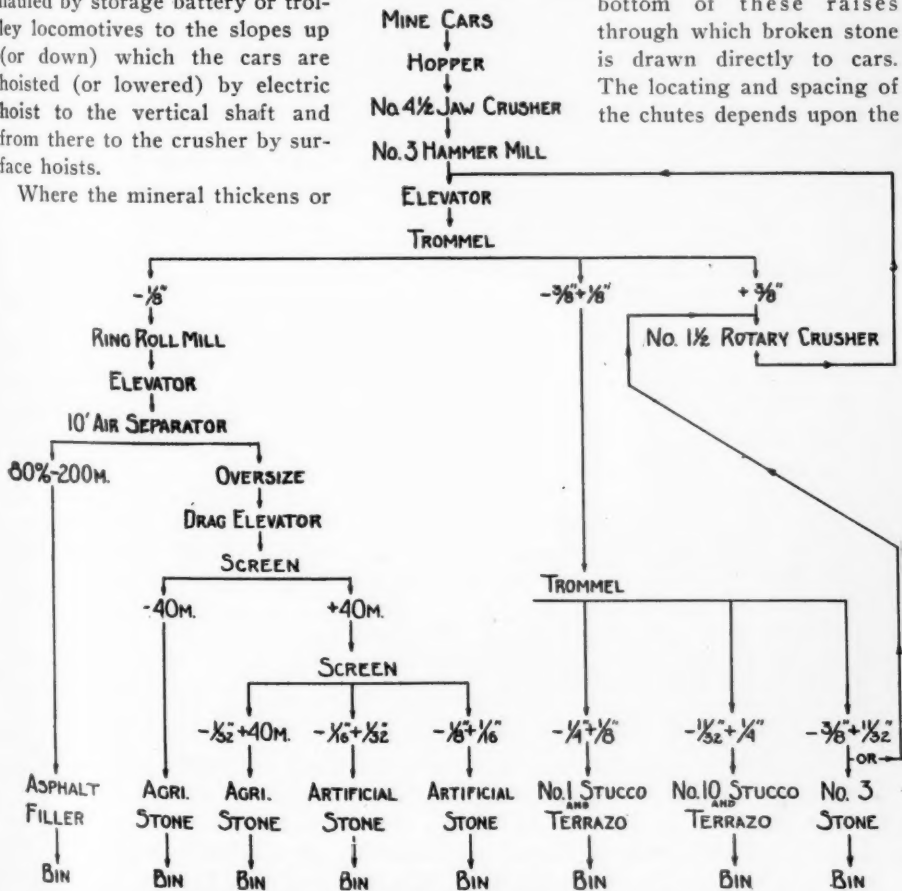 hauled by storage battery or trol-
ley locomotives to the slopes up
(or down) which the cars are
hoisted (or lowered) by electric
hoist to the vertical shaft and
from there to the crusher by sur-
face hoists.
Where the mineral thickens or
bottom of these raises
through which broken stone
is drawn directly to cars.
The locating and spacing of
the chutes depends upon the
MINE CARS
HOPPER
No. 4½ JAW CRUSHER
No. 3 HAMMER MILL
ELEVATOR
TROMMEL
-⅛" -⅜"+⅛" +⅜"
RING ROLL MILL No. 1½ ROTARY CRUSHER
ELEVATOR
10' AIR SEPARATOR
80%-200M. OVERSIZE
DRAG ELEVATOR
SCREEN TROMMEL
-40M. +40M.
SCREEN
-1/32"+40M. -1/16"+1/32" -⅛"+1/16" -¼"+⅛" -11/32"+¼" -⅜"+11/32"
OR
ASPHALT AGRI. AGRI. ARTIFICIAL ARTIFICIAL No. 1 STUCCO No. 10 STUCCO No. 3
AND AND
FILLER STONE STONE STONE STONE TERRAZO TERRAZO STONE
BIN BIN BIN BIN BIN BIN BIN BIN